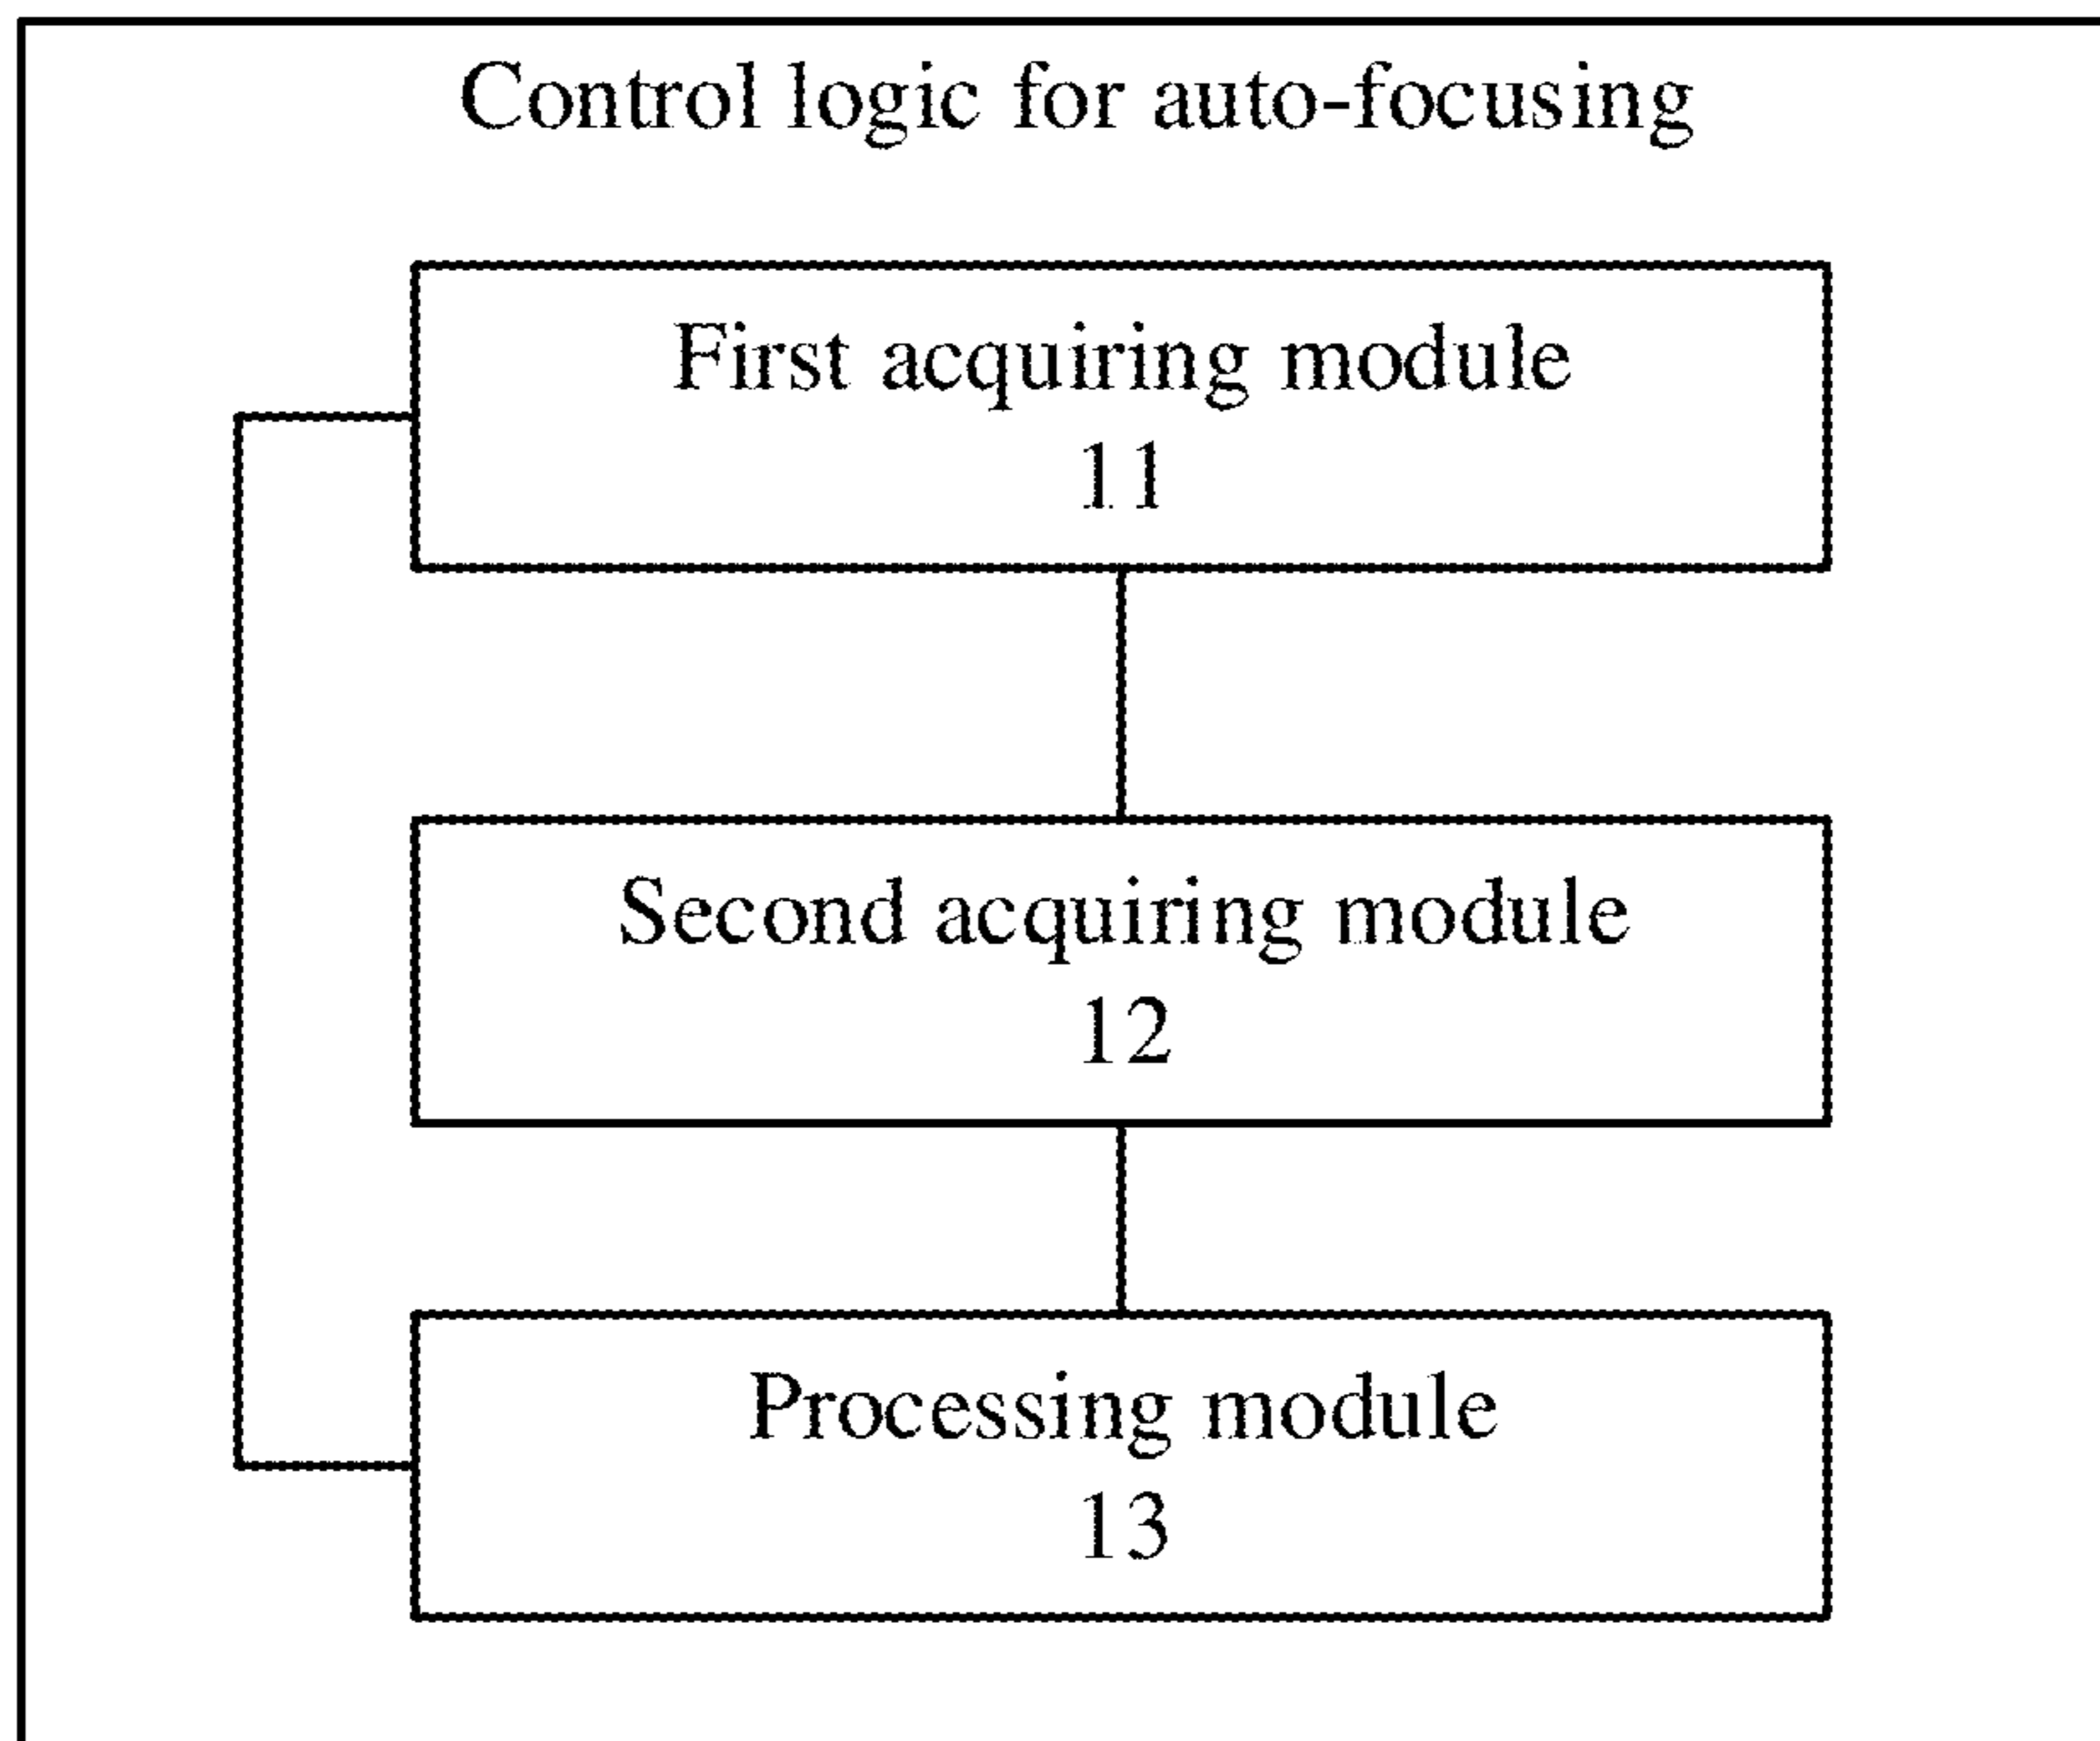 Control logic for auto-focusing
First acquiring module
11
Second acquiring module
12
Processing module
13